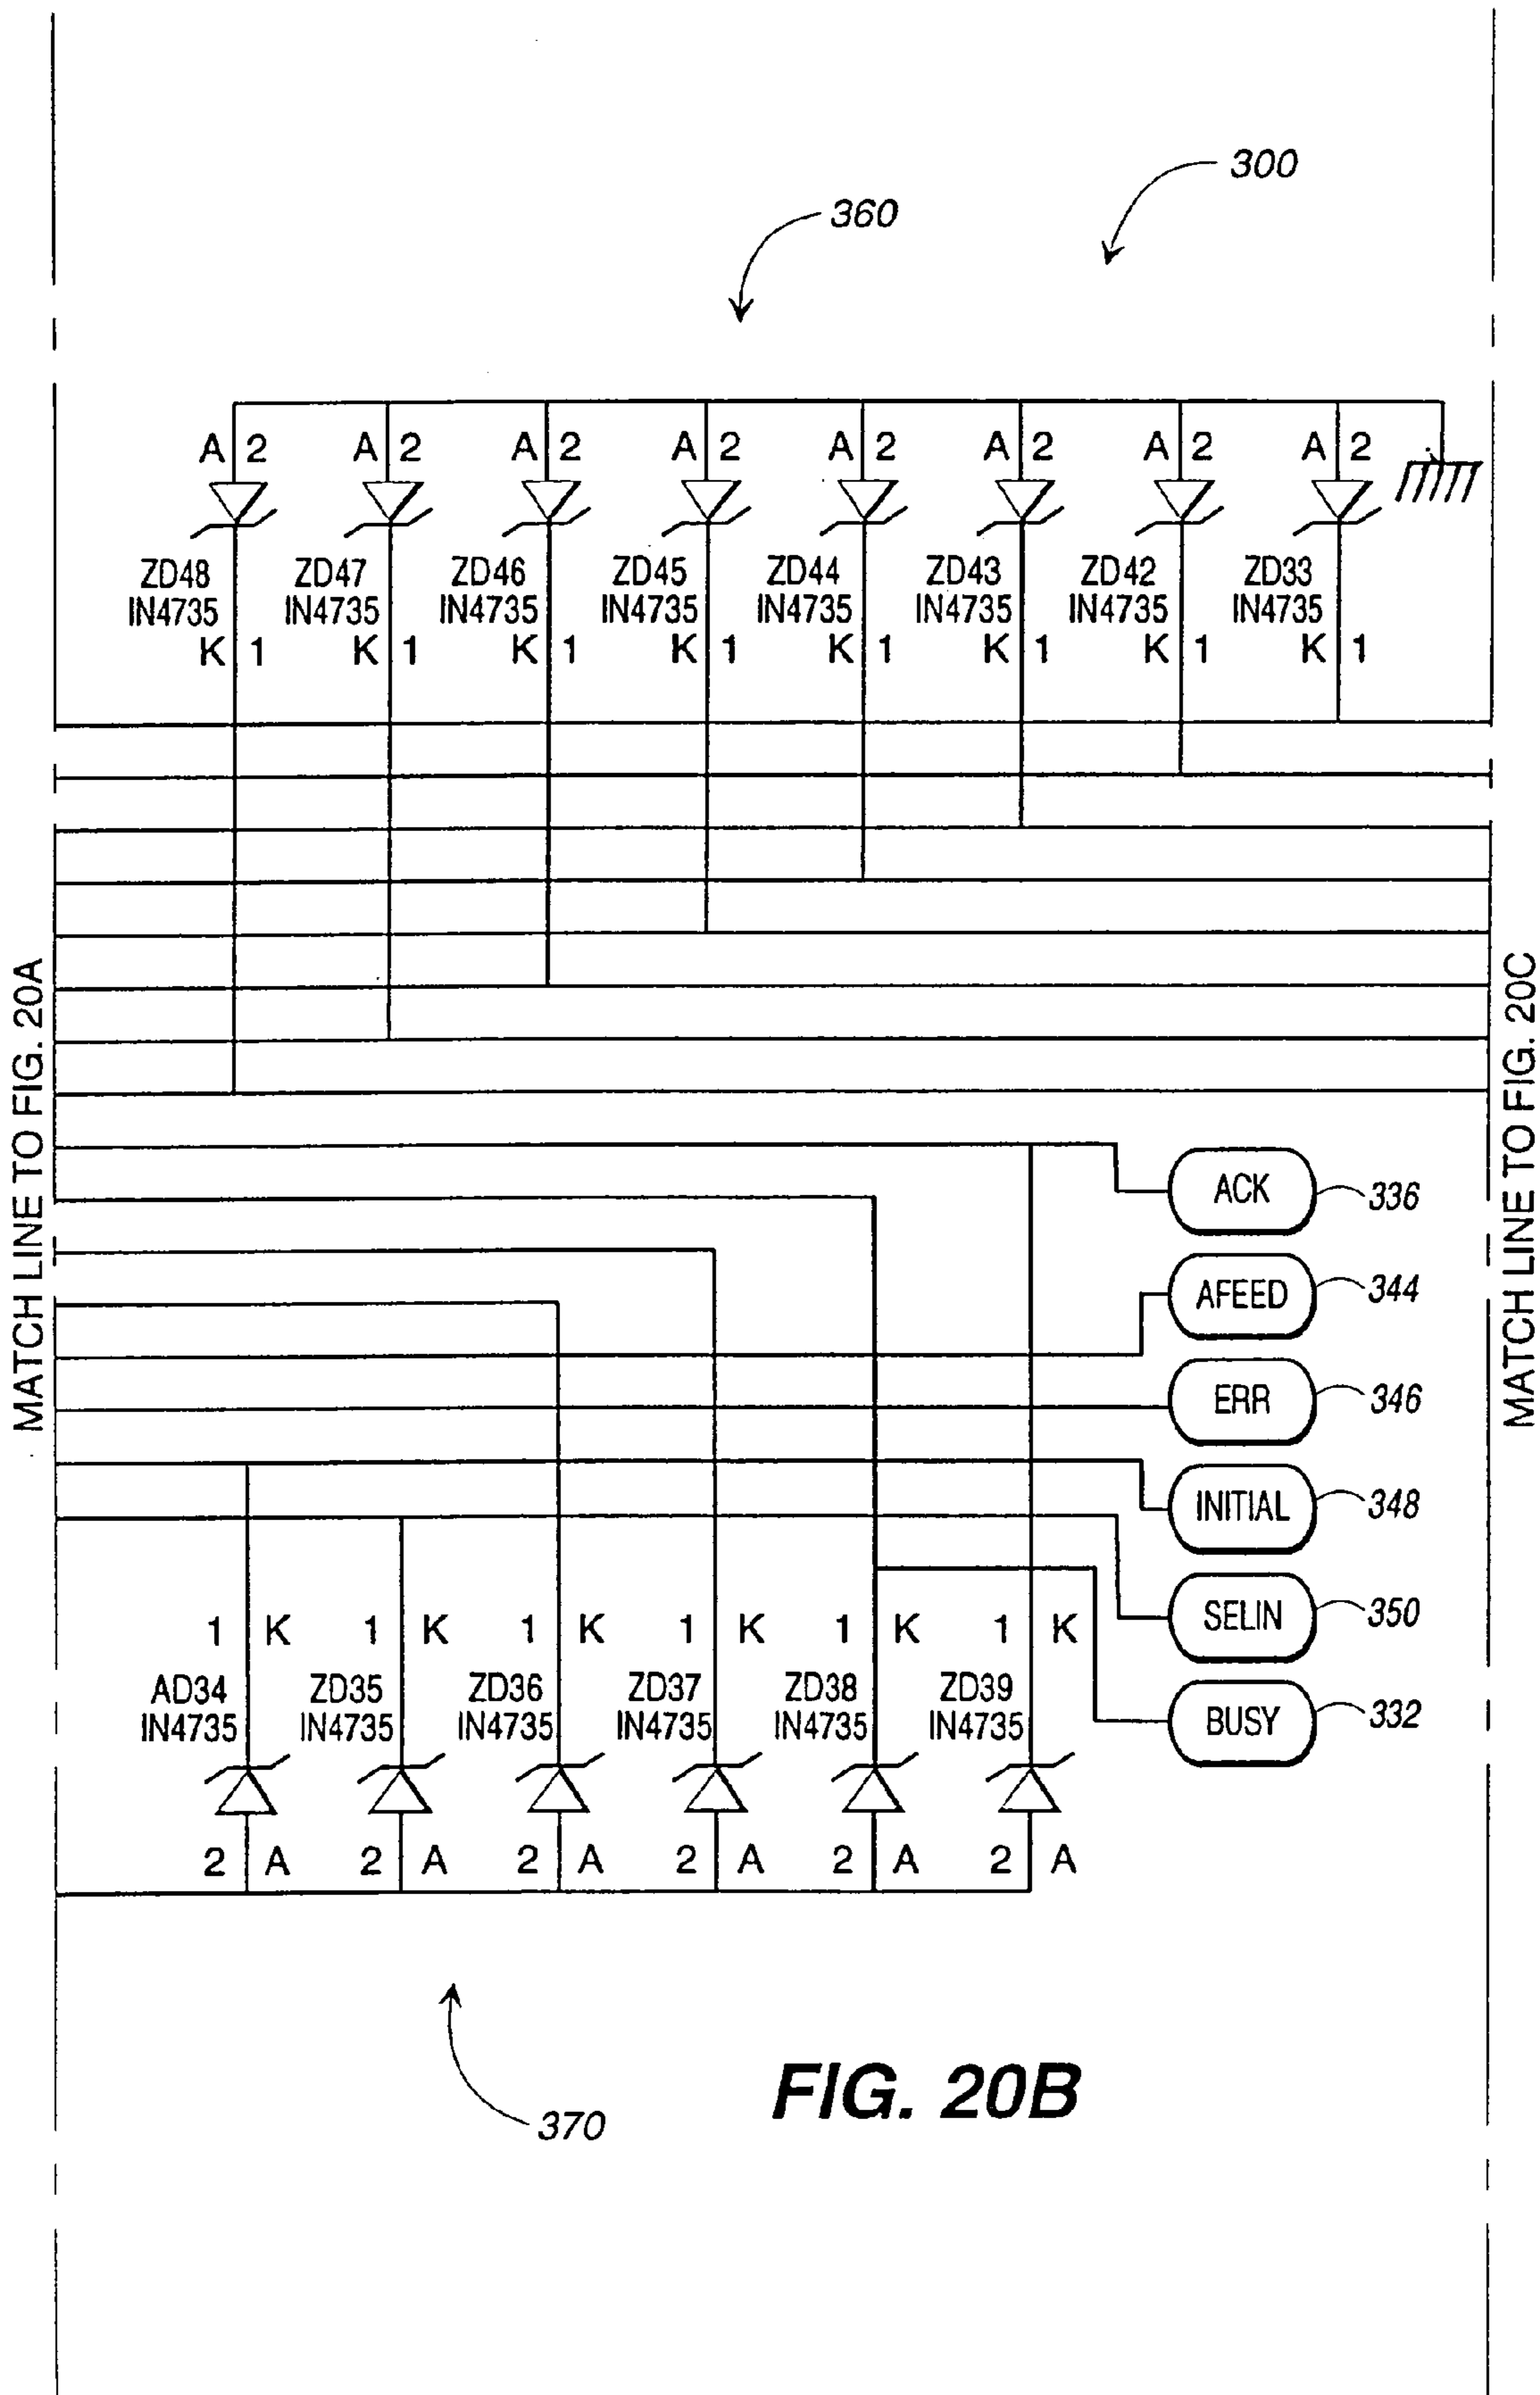 300
360
A 2 A 2 A 2 A 2 A 2 A 2 A 2 A 2
ZD48 ZD47 ZD46 ZD45 ZD44 ZD43 ZD42 ZD33
IN4735 IN4735 IN4735 IN4735 IN4735 IN4735 IN4735 IN4735
K 1 K 1 K 1 K 1 K 1 K 1 K 1 K 1
MATCH LINE TO FIG. 20A
MATCH LINE TO FIG. 20C
ACK 336
AFEED 344
ERR 346
INITIAL 348
SELIN 350
BUSY 332
1 K 1 K 1 K 1 K 1 K 1 K
AD34 ZD35 ZD36 ZD37 ZD38 ZD39
IN4735 IN4735 IN4735 IN4735 IN4735 IN4735
2 A 2 A 2 A 2 A 2 A 2 A
370
FIG. 20B